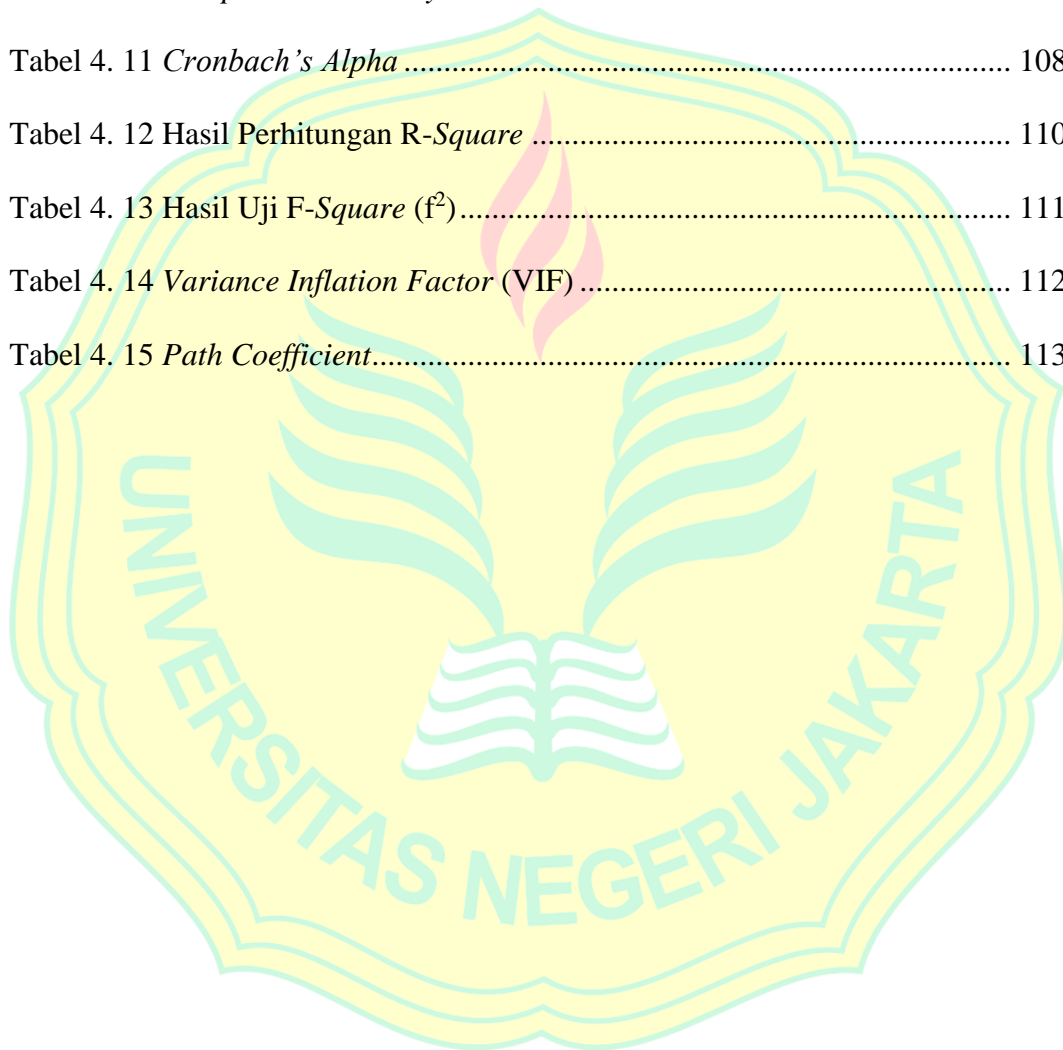 Tabel 4. 11 Cronbach’s Alpha ........................................................................... 108
Tabel 4. 12 Hasil Perhitungan R-Square ........................................................... 110
Tabel 4. 13 Hasil Uji F-Square (f²) .................................................................... 111
Tabel 4. 14 Variance Inflation Factor (VIF) ..................................................... 112
Tabel 4. 15 Path Coefficient ............................................................................... 113
UNIVERSITAS NEGERI JAKARTA